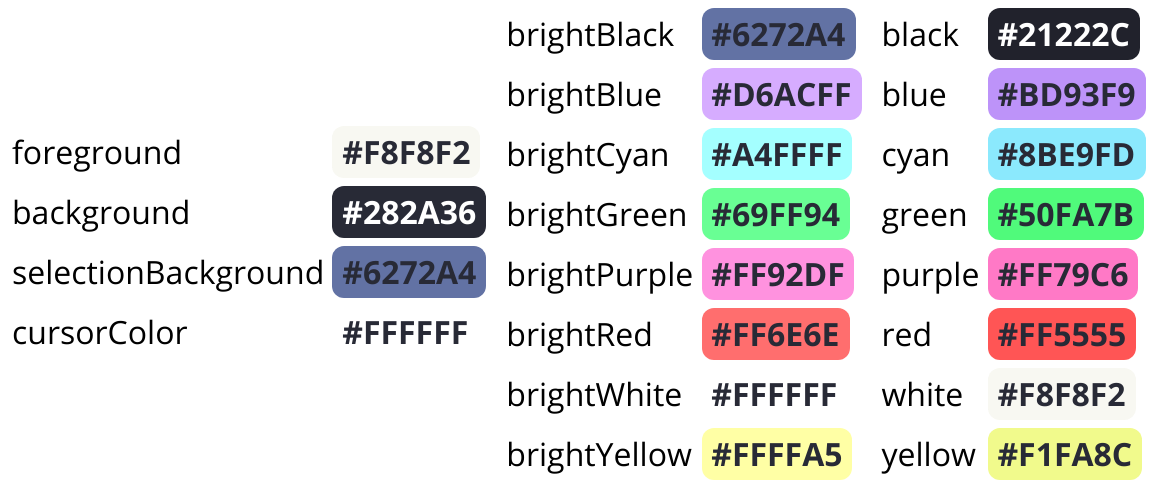 foreground #F8F8F2
background #282A36
selectionBackground #6272A4
cursorColor #FFFFFF
brightBlack #6272A4
brightBlue #D6ACFF
brightCyan #A4FFFF
brightGreen #69FF94
brightPurple #FF92DF
brightRed #FF6E6E
brightWhite #FFFFFF
brightYellow #FFFFA5
black #21222C
blue #BD93F9
cyan #8BE9FD
green #50FA7B
purple #FF79C6
red #FF5555
white #F8F8F2
yellow #F1FA8C